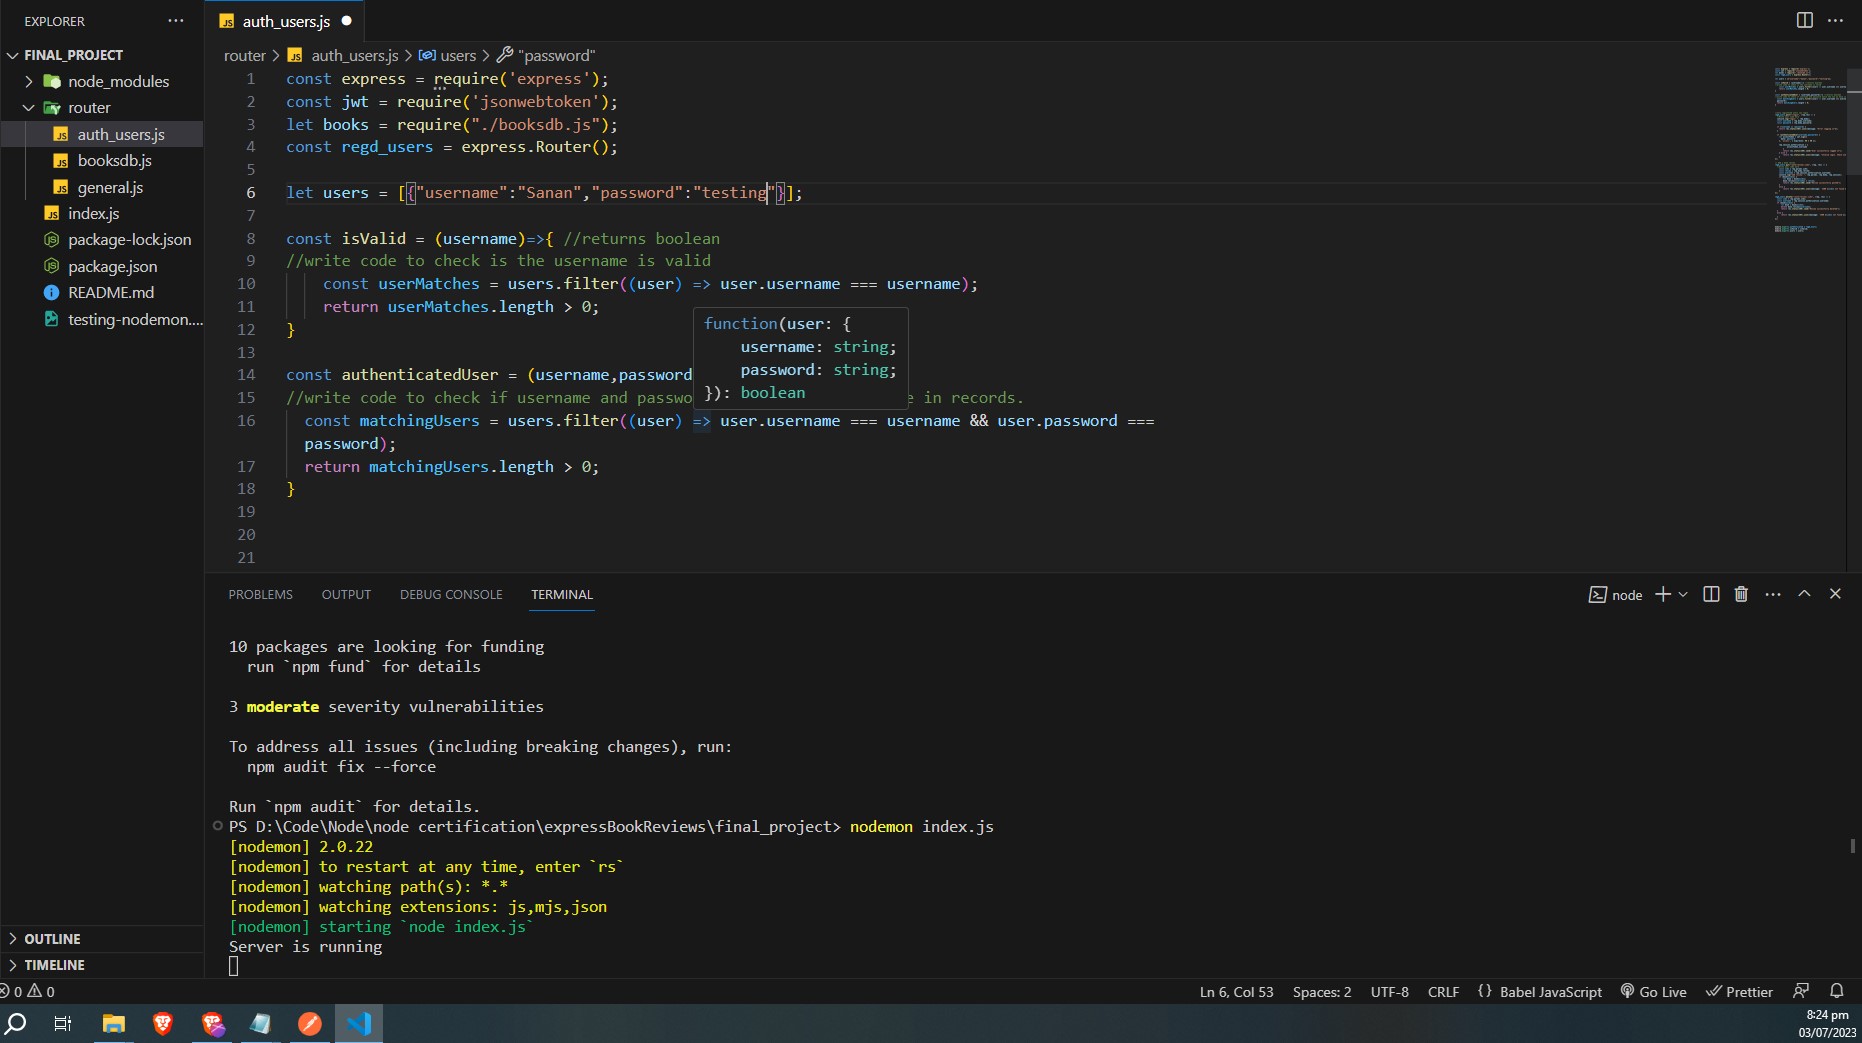 EXPLORER
FINAL_PROJECT
node_modules
router
auth_users.js
booksdb.js
general.js
index.js
package-lock.json
package.json
README.md
testing-nodemon....
OUTLINE
TIMELINE
auth_users.js
router > auth_users.js > users > "password"
1 const express = require('express');
2 const jwt = require('jsonwebtoken');
3 let books = require("./booksdb.js");
4 const regd_users = express.Router();
5
6 let users = [{"username":"Sanan","password":"testing"}];
7
8 const isValid = (username)=>{ //returns boolean
9 //write code to check is the username is valid
10 const userMatches = users.filter((user) => user.username === username);
11 return userMatches.length > 0;
12 }
13
14 const authenticatedUser = (username,password
15 //write code to check if username and passwo e in records.
16 const matchingUsers = users.filter((user) => user.username === username && user.password ===
password);
17 return matchingUsers.length > 0;
18 }
19
20
21
function(user: {
username: string;
password: string;
}): boolean
PROBLEMS OUTPUT DEBUG CONSOLE TERMINAL
node
10 packages are looking for funding
run `npm fund` for details
3 moderate severity vulnerabilities
To address all issues (including breaking changes), run:
npm audit fix --force
Run `npm audit` for details.
PS D:\Code\Node\node certification\expressBookReviews\final_project> nodemon index.js
[nodemon] 2.0.22
[nodemon] to restart at any time, enter `rs`
[nodemon] watching path(s): *.*
[nodemon] watching extensions: js,mjs,json
[nodemon] starting `node index.js`
Server is running
0 0
Ln 6, Col 53 Spaces: 2 UTF-8 CRLF {} Babel JavaScript Go Live Prettier
8:24 pm
03/07/2023